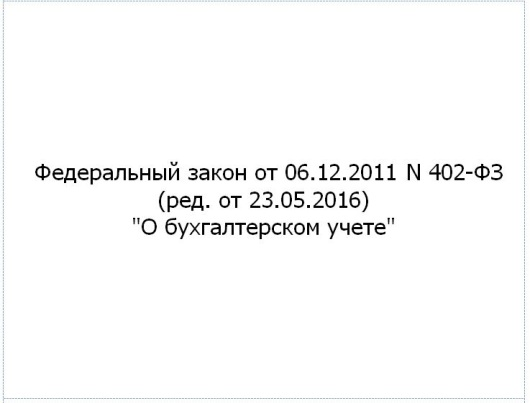 Федеральный закон от 06.12.2011 N 402-ФЗ
(ред. от 23.05.2016)
"О бухгалтерском учете"